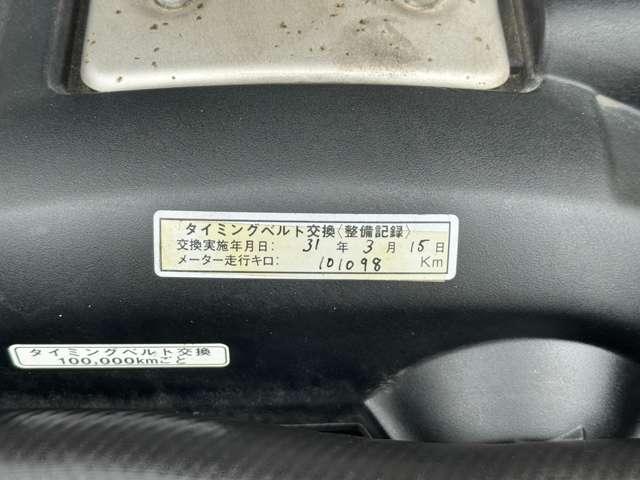 タイミングベルト交換〈整備記録〉
交換実施年月日: 31 年 3 月 15 日
メーター走行キロ: 101098 Km
タイミングベルト交換
100,000kmごと